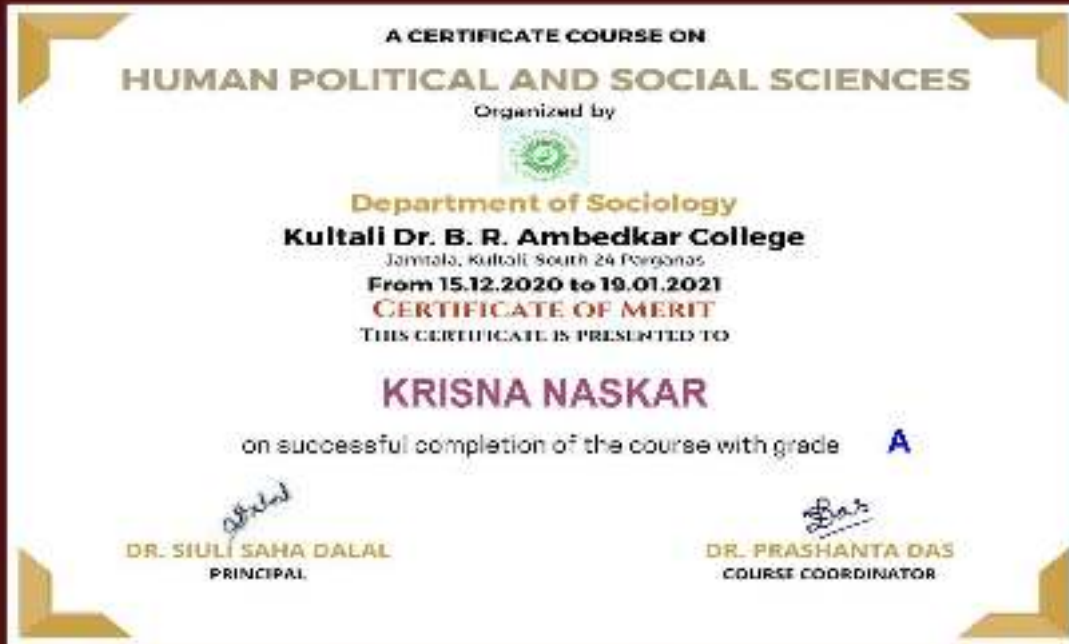 A CERTIFICATE COURSE ON
HUMAN POLITICAL AND SOCIAL SCIENCES
Organized by
Department of Sociology
Kultali Dr. B. R. Ambedkar College
Jamtala, Kultali, South 24 Parganas
From 15.12.2020 to 19.01.2021
CERTIFICATE OF MERIT
THIS CERTIFICATE IS PRESENTED TO
KRISNA NASKAR
on successful completion of the course with grade A
DR. SIULI SAHA DALAL
PRINCIPAL
DR. PRASHANTA DAS
COURSE COORDINATOR